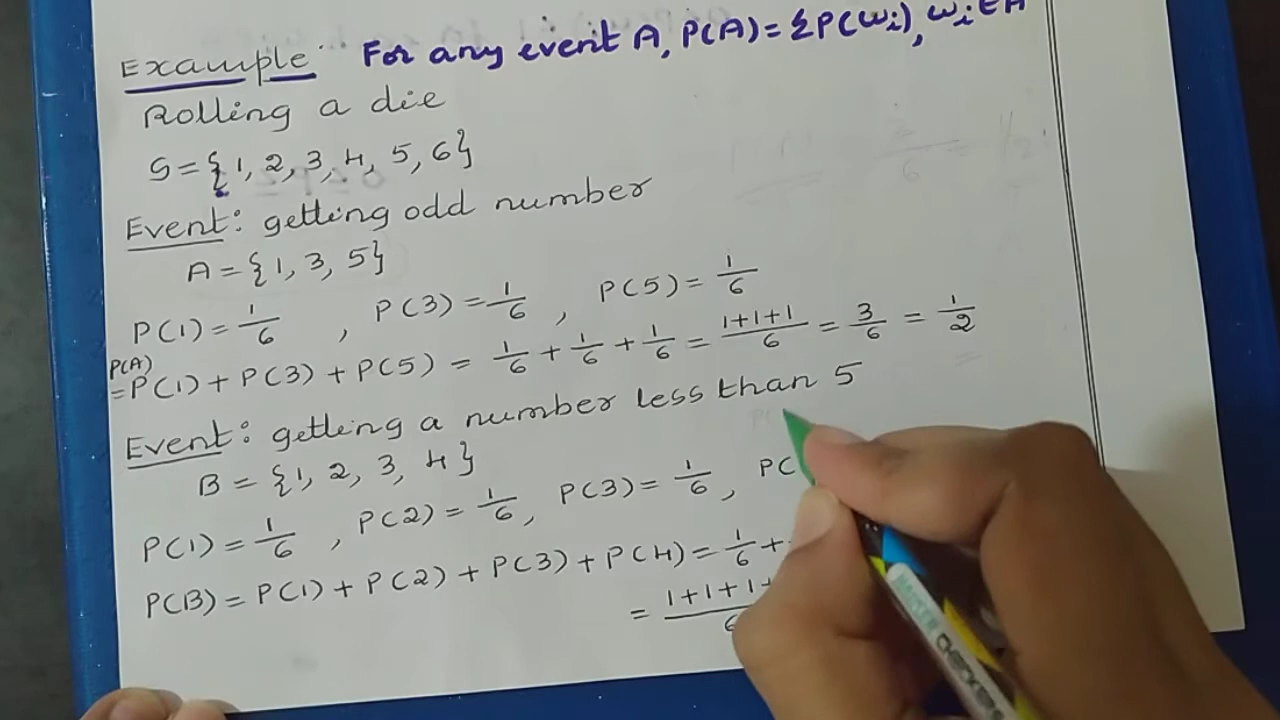 Example: For any event A, P(A)=ΣP(ωi), ωi∈A
Rolling a die
S={1, 2, 3, 4, 5, 6}
Event: getting odd number
A={1, 3, 5}
P(1)=1/6, P(3)=1/6, P(5)=1/6
P(A)
=P(1)+P(3)+P(5)=1/6+1/6+1/6=1+1+1/6=3/6=1/2
Event: getting a number less than 5
B={1, 2, 3, 4}
P(1)=1/6, P(2)=1/6, P(3)=1/6, P(
P(B)=P(1)+P(2)+P(3)+P(4)=1/6+
=1+1+1+